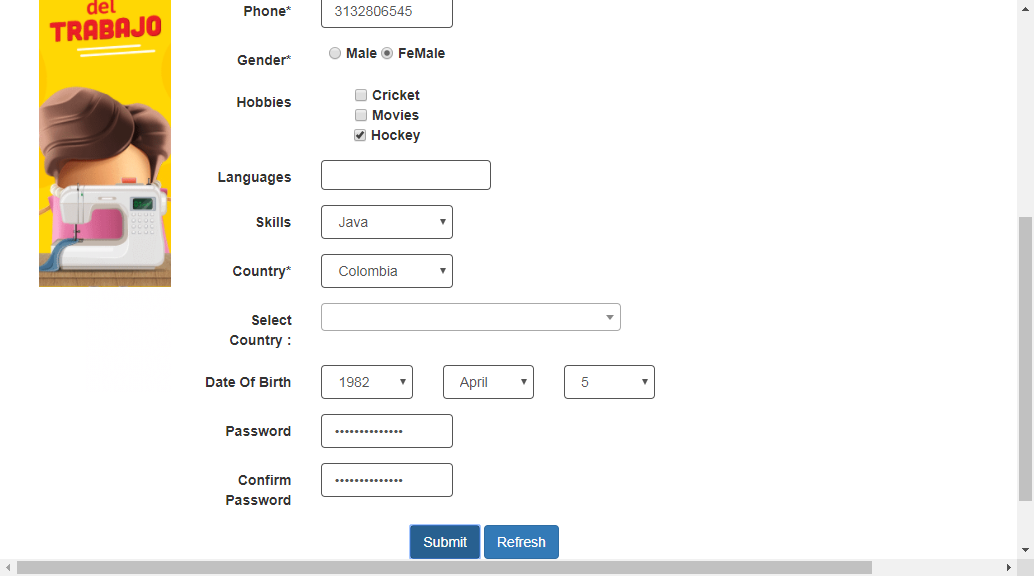 del
TRABAJO
Phone* 3132806545
Gender* Male FeMale
Hobbies Cricket
Movies
Hockey
Languages
Skills Java
Country* Colombia
Select
Country :
Date Of Birth 1982 April 5
Password ••••••••••••••
Confirm ••••••••••••••
Password
Submit Refresh